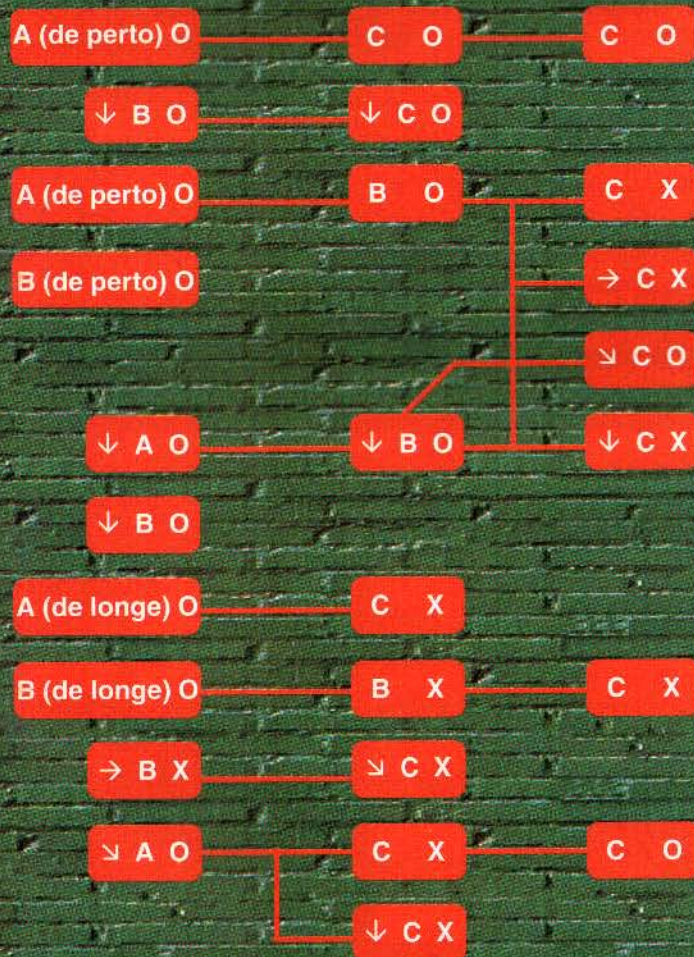 A (de perto) O C O C O
↓ B O ↓ C O
A (de perto) O B O C X
B (de perto) O → C X
↘ C O
↓ A O ↓ B O ↓ C X
↓ B O
A (de longe) O C X
B (de longe) O B X C X
→ B X ↘ C X
↘ A O C X C O
↓ C X